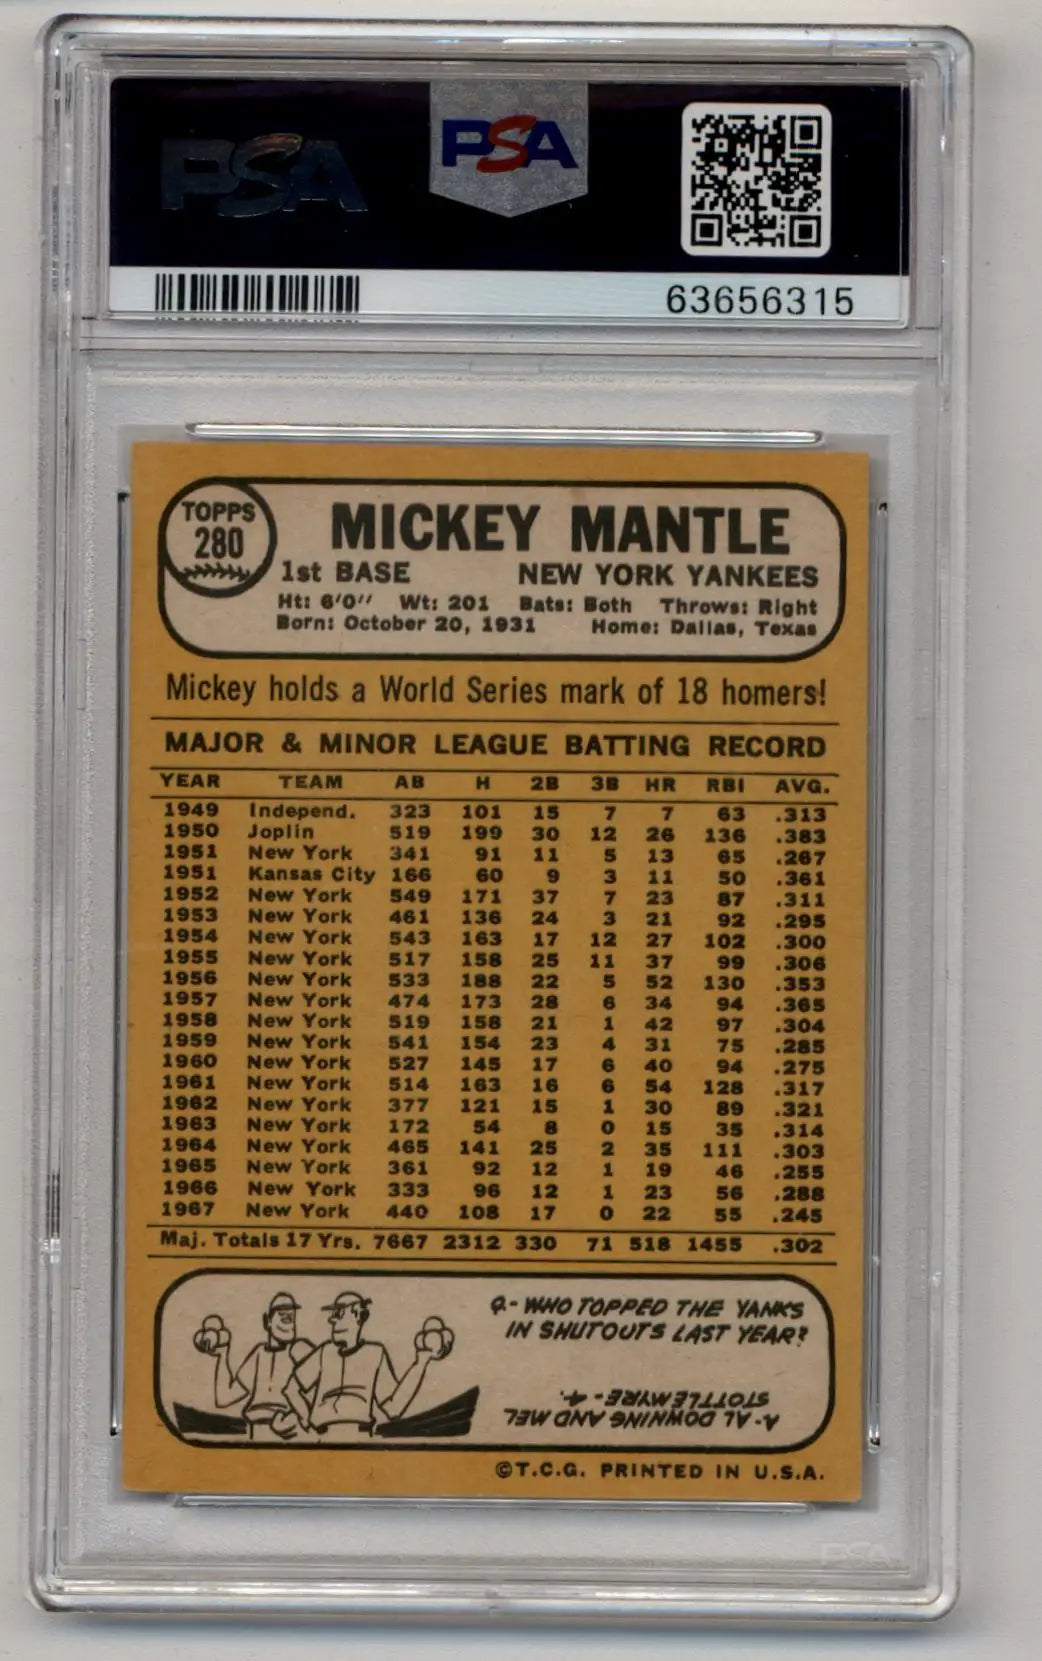 PSA PSA
63656315
TOPPS
280
MICKEY MANTLE
1st BASE NEW YORK YANKEES
Ht: 6'0" Wt: 201 Bats: Both Throws: Right
Born: October 20, 1931 Home: Dallas, Texas
Mickey holds a World Series mark of 18 homers!
MAJOR & MINOR LEAGUE BATTING RECORD
YEAR TEAM AB H 2B 3B HR RBI AVG.
1949 Independ. 323 101 15 7 7 63 .313
1950 Joplin 519 199 30 12 26 136 .383
1951 New York 341 91 11 5 13 65 .267
1951 Kansas City 166 60 9 3 11 50 .361
1952 New York 549 171 37 7 23 87 .311
1953 New York 461 136 24 3 21 92 .295
1954 New York 543 163 17 12 27 102 .300
1955 New York 517 158 25 11 37 99 .306
1956 New York 533 188 22 5 52 130 .353
1957 New York 474 173 28 6 34 94 .365
1958 New York 519 158 21 1 42 97 .304
1959 New York 541 154 23 4 31 75 .285
1960 New York 527 145 17 6 40 94 .275
1961 New York 514 163 16 6 54 128 .317
1962 New York 377 121 15 1 30 89 .321
1963 New York 172 54 8 0 15 35 .314
1964 New York 465 141 25 2 35 111 .303
1965 New York 361 92 12 1 19 46 .255
1966 New York 333 96 12 1 23 56 .288
1967 New York 440 108 17 0 22 55 .245
Maj. Totals 17 Yrs. 7667 2312 330 71 518 1455 .302
Q-WHO TOPPED THE YANKS
IN SHUTOUTS LAST YEAR?
A-AL DOWNING AND MEL
STOTTLEMYRE-4.
©T.C.G. PRINTED IN U.S.A.
PSA